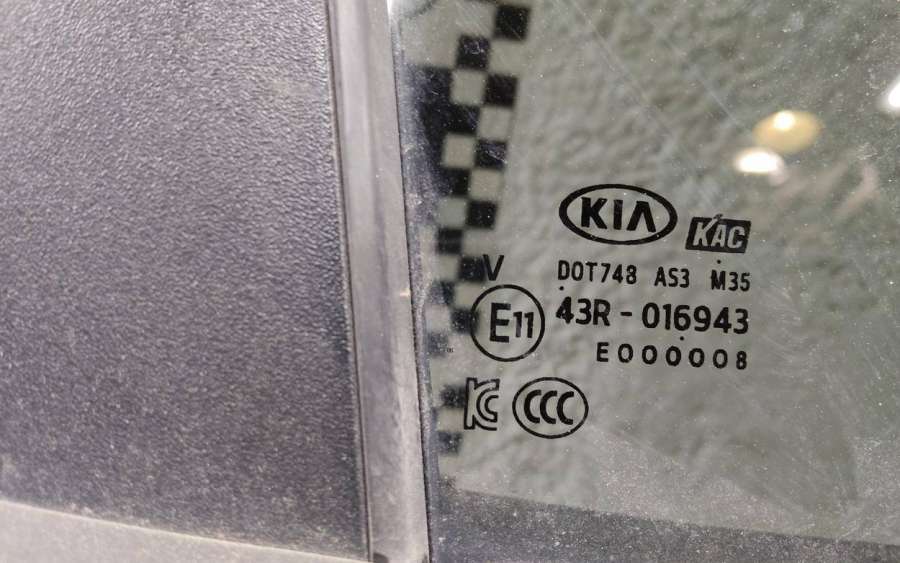 KIA KAC
V DOT748 AS3 M35
E11 43R - 016943
E000008
KC CCC